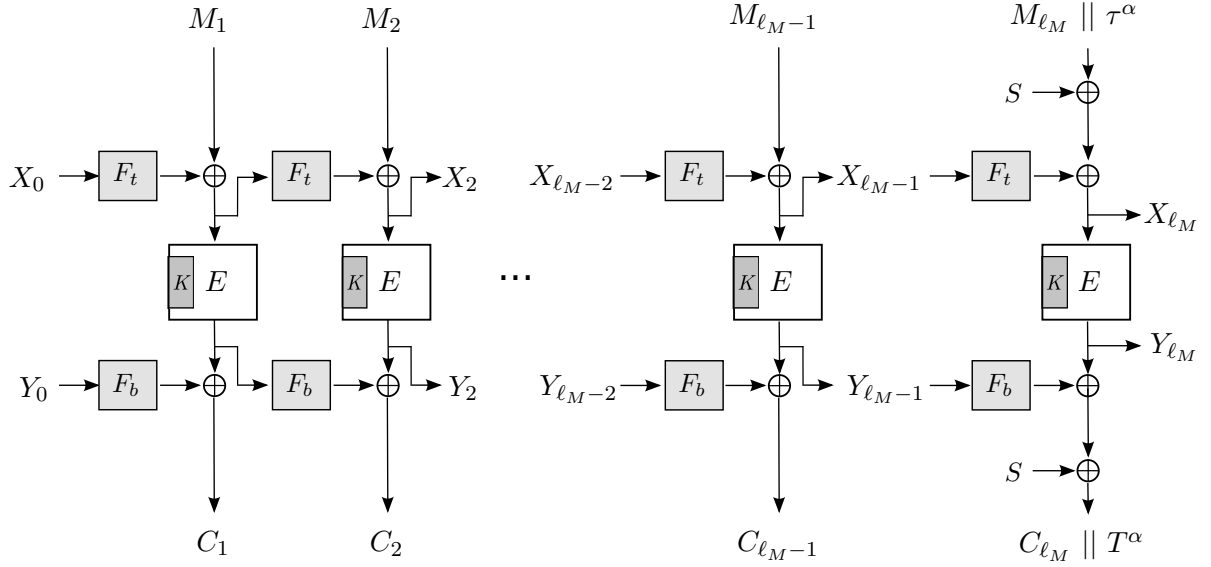 M_1 M_2 M_{ℓ_M−1} M_{ℓ_M} || τ^α
S
X_0 F_t F_t X_2 X_{ℓ_M−2} F_t X_{ℓ_M−1} F_t
X_{ℓ_M}
K E K E ... K E K E
Y_{ℓ_M}
Y_0 F_b F_b Y_2 Y_{ℓ_M−2} F_b Y_{ℓ_M−1} F_b
S
C_1 C_2 C_{ℓ_M−1} C_{ℓ_M} || T^α